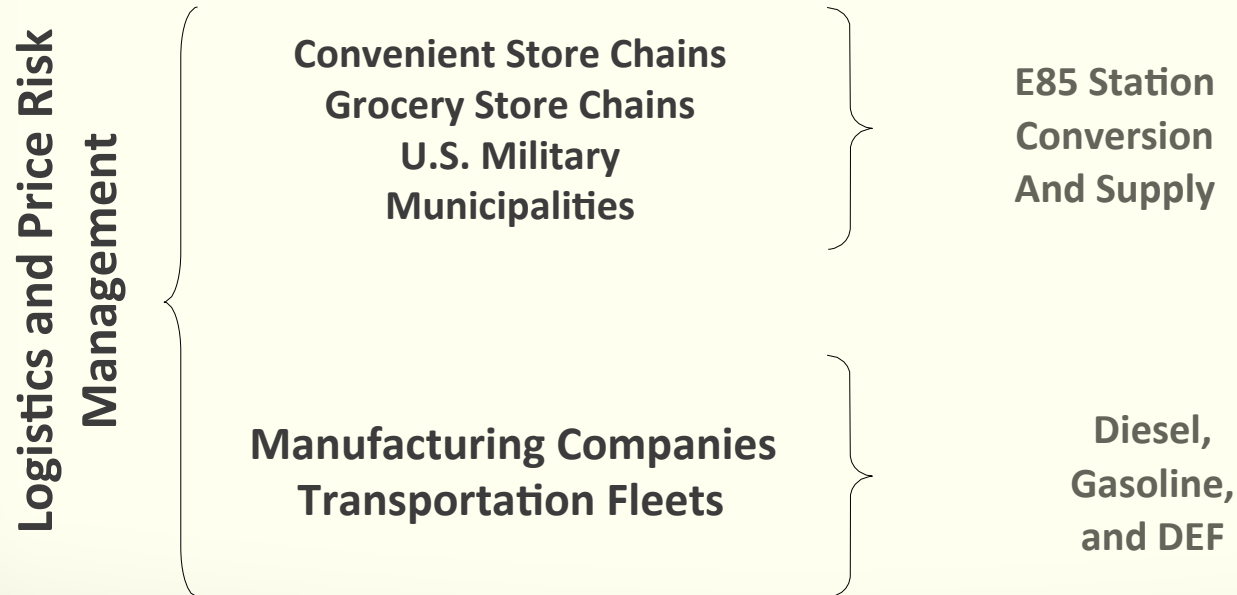 Logistics and Price Risk
Management
Convenient Store Chains
Grocery Store Chains
U.S. Military
Municipalities
E85 Station
Conversion
And Supply
Manufacturing Companies
Transportation Fleets
Diesel,
Gasoline,
and DEF